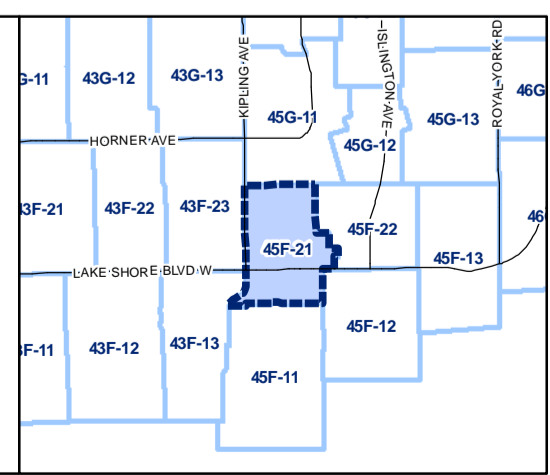 G-11
43G-12
43G-13
KIPLING AVE
45G-11
ISLINGTON AVE
45G-12
45G-13
ROYAL YORK RD
46G
HORNER AVE
43F-22
43F-23
45F-21
45F-22
45F-13
46
LAKE SHORE BLVD W
43F-12
43F-13
45F-11
45F-12
F-11